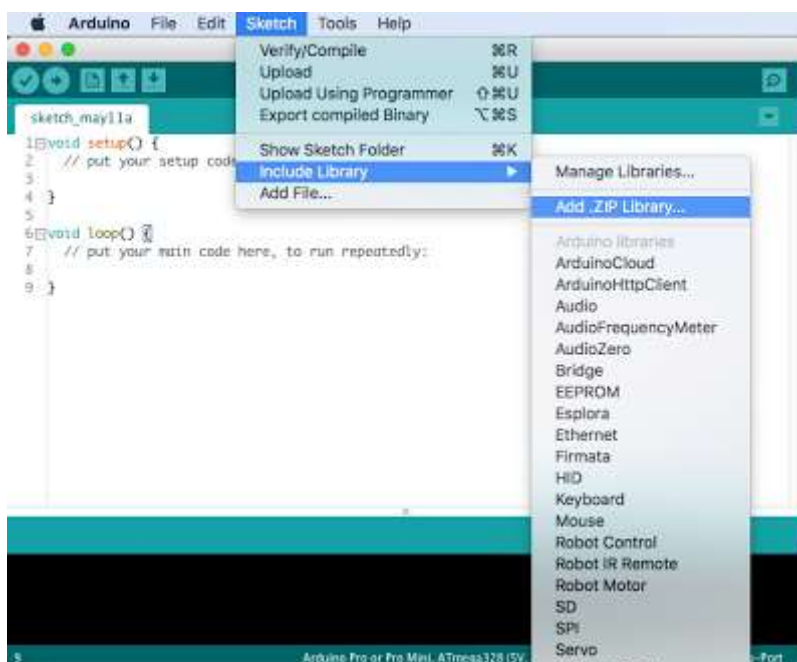 Arduino File Edit Sketch Tools Help
Verify/Compile ⌘R
Upload ⌘U
Upload Using Programmer ⇧⌘U
Export compiled Binary ⌥⌘S
Show Sketch Folder ⌘K
Include Library
Add File...
Manage Libraries...
Add .ZIP Library...
Arduino libraries
ArduinoCloud
ArduinoHttpClient
Audio
AudioFrequencyMeter
AudioZero
Bridge
EEPROM
Esplora
Ethernet
Firmata
HID
Keyboard
Mouse
Robot Control
Robot IR Remote
Robot Motor
SD
SPI
Servo
sketch_may11a
1 void setup() {
2 // put your setup code
3
4 }
5
6 void loop() {
7 // put your main code here, to run repeatedly:
8
9 }
9 Arduino Pro or Pro Mini, ATmega328 (5V -Port